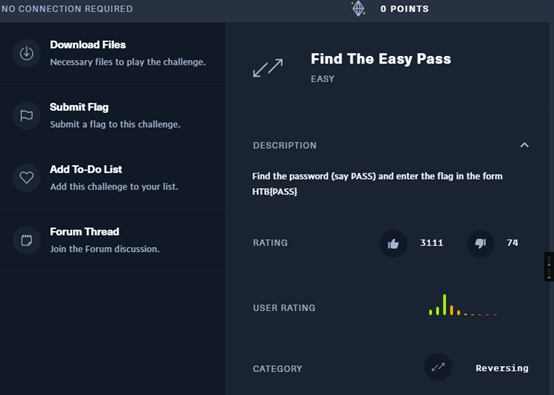 NO CONNECTION REQUIRED
0 POINTS
Download Files
Necessary files to play the challenge.
Submit Flag
Submit a flag to this challenge.
Add To-Do List
Add this challenge to your list.
Forum Thread
Join the Forum discussion.
Find The Easy Pass
EASY
DESCRIPTION
Find the password (say PASS) and enter the flag in the form
HTB{PASS}
RATING 3111 74
USER RATING
CATEGORY Reversing